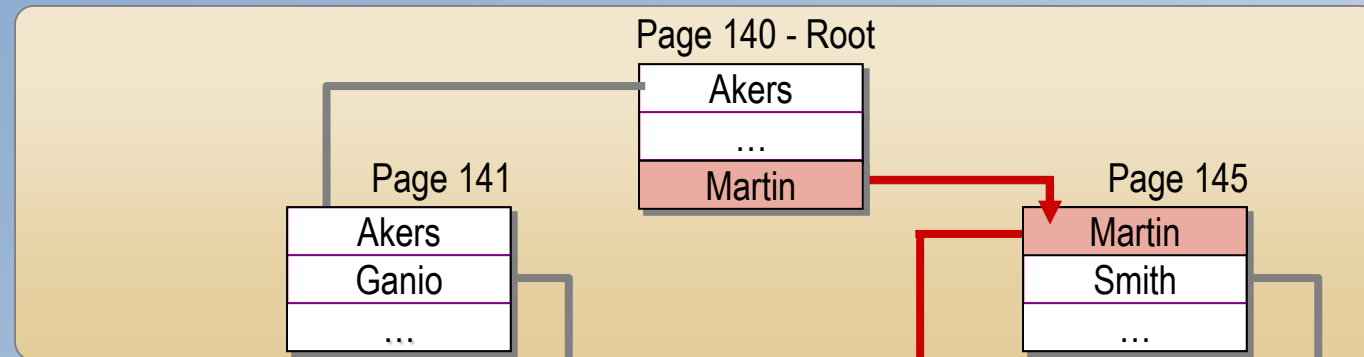 Page 140 - Root
Akers
…
Martin
Page 141
Akers
Ganio
…
Page 145
Martin
Smith
…